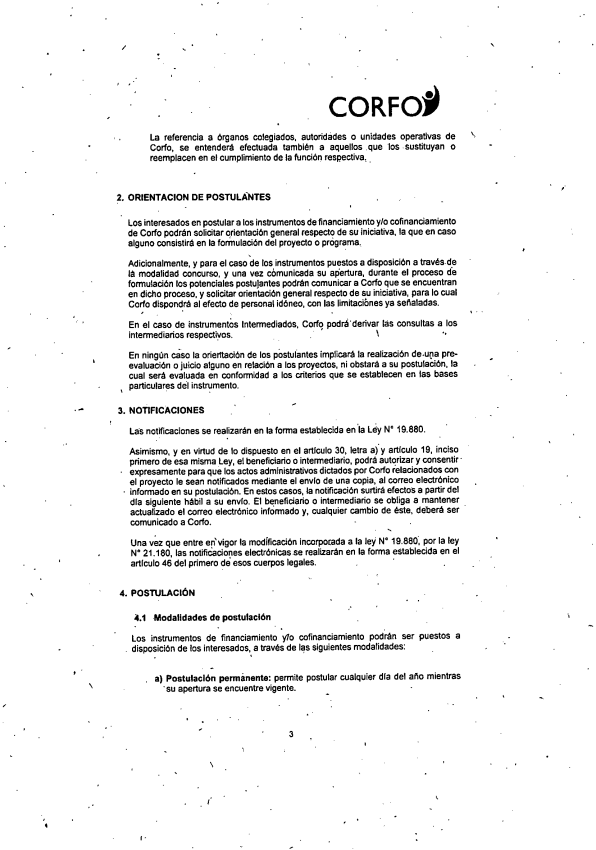 CORFO
La referencia a órganos colegiados, autoridades o unidades operativas de
Corfo, se entenderá efectuada también a aquellos que los sustituyan o
reemplacen en el cumplimiento de la función respectiva.
2. ORIENTACION DE POSTULANTES
Los interesados en postular a los instrumentos de financiamiento y/o cofinanciamiento
de Corfo podrán solicitar orientación general respecto de su iniciativa, la que en caso
alguno consistirá en la formulación del proyecto o programa.
Adicionalmente, y para el caso de los instrumentos puestos a disposición a través de
la modalidad concurso, y una vez comunicada su apertura, durante el proceso de
formulación los potenciales postulantes podrán comunicar a Corfo que se encuentran
en dicho proceso, y solicitar orientación general respecto de su iniciativa, para lo cual
Corfo dispondrá al efecto de personal idóneo, con las limitaciones ya señaladas.
En el caso de instrumentos Intermediados, Corfo podrá derivar las consultas a los
intermediarios respectivos.
En ningún caso la orientación de los postulantes implicará la realización de una pre-
evaluación o juicio alguno en relación a los proyectos, ni obstará a su postulación, la
cual será evaluada en conformidad a los criterios que se establecen en las bases
particulares del instrumento.
3. NOTIFICACIONES
Las notificaciones se realizarán en la forma establecida en la Ley N° 19.880.
Asimismo, y en virtud de lo dispuesto en el artículo 30, letra a) y artículo 19, inciso
primero de esa misma Ley, el beneficiario o intermediario, podrá autorizar y consentir
expresamente para que los actos administrativos dictados por Corfo relacionados con
el proyecto le sean notificados mediante el envío de una copia, al correo electrónico
informado en su postulación. En estos casos, la notificación surtirá efectos a partir del
día siguiente hábil a su envío. El beneficiario o intermediario se obliga a mantener
actualizado el correo electrónico informado y, cualquier cambio de éste, deberá ser
comunicado a Corfo.
Una vez que entre en vigor la modificación incorporada a la ley N° 19.880, por la ley
N° 21.180, las notificaciones electrónicas se realizarán en la forma establecida en el
artículo 46 del primero de esos cuerpos legales.
4. POSTULACIÓN
4.1 Modalidades de postulación
Los instrumentos de financiamiento y/o cofinanciamiento podrán ser puestos a
disposición de los interesados, a través de las siguientes modalidades:
a) Postulación permanente: permite postular cualquier día del año mientras
su apertura se encuentre vigente.
3